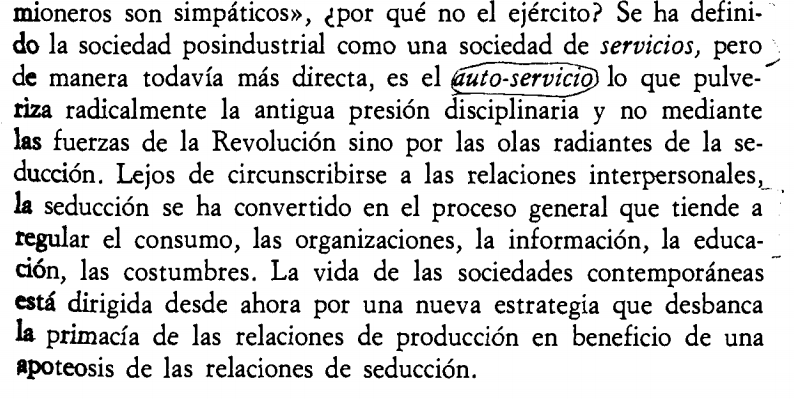 mioneros son simpáticos», ¿por qué no el ejército? Se ha defini-
do la sociedad posindustrial como una sociedad de servicios, pero
de manera todavía más directa, es el auto-servicio lo que pulve-
riza radicalmente la antigua presión disciplinaria y no mediante
las fuerzas de la Revolución sino por las olas radiantes de la se-
ducción. Lejos de circunscribirse a las relaciones interpersonales,
la seducción se ha convertido en el proceso general que tiende a
regular el consumo, las organizaciones, la información, la educa-
ción, las costumbres. La vida de las sociedades contemporáneas
está dirigida desde ahora por una nueva estrategia que desbanca
la primacía de las relaciones de producción en beneficio de una
apoteosis de las relaciones de seducción.